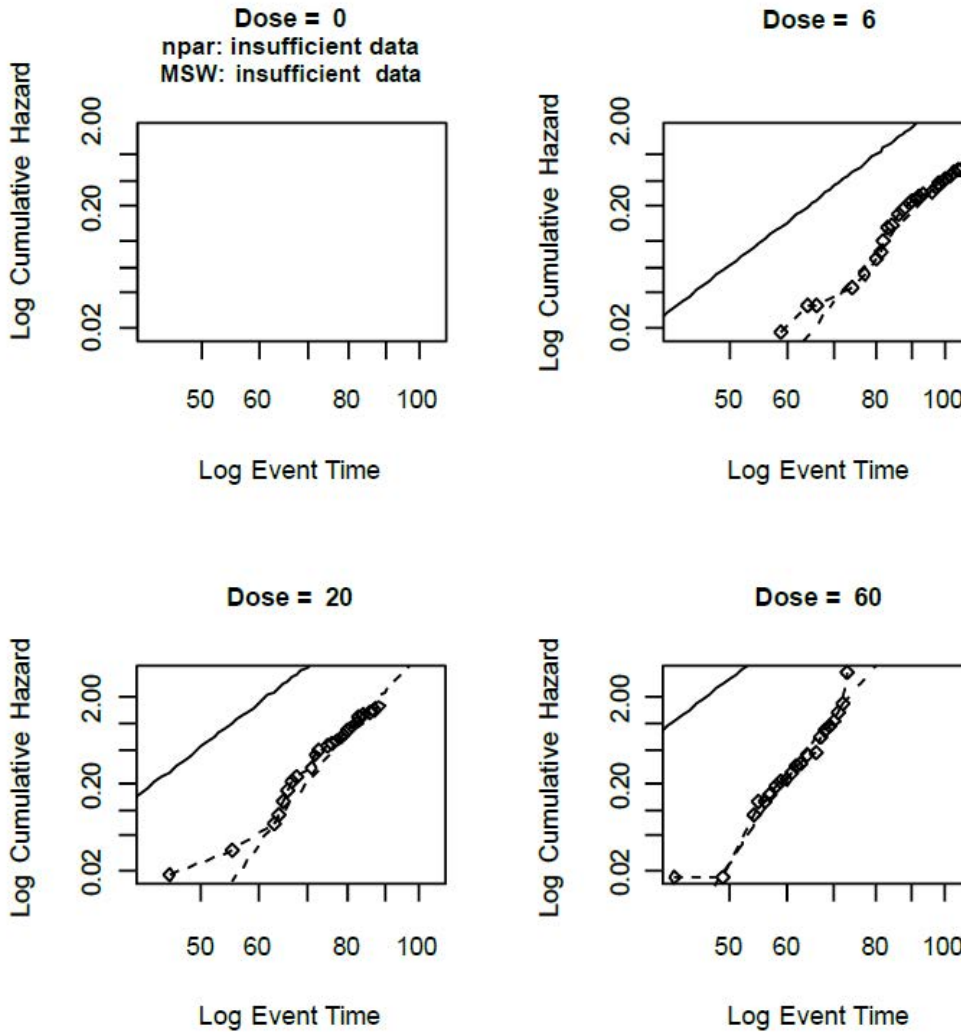 Dose = 0
npar: insufficient data
MSW: insufficient data
Log Cumulative Hazard
2.00
0.20
0.02
50 60 80 100
Log Event Time
Dose = 6
Log Cumulative Hazard
2.00
0.20
0.02
50 60 80 100
Log Event Time
Dose = 20
Log Cumulative Hazard
2.00
0.20
0.02
50 60 80 100
Log Event Time
Dose = 60
Log Cumulative Hazard
2.00
0.20
0.02
50 60 80 100
Log Event Time